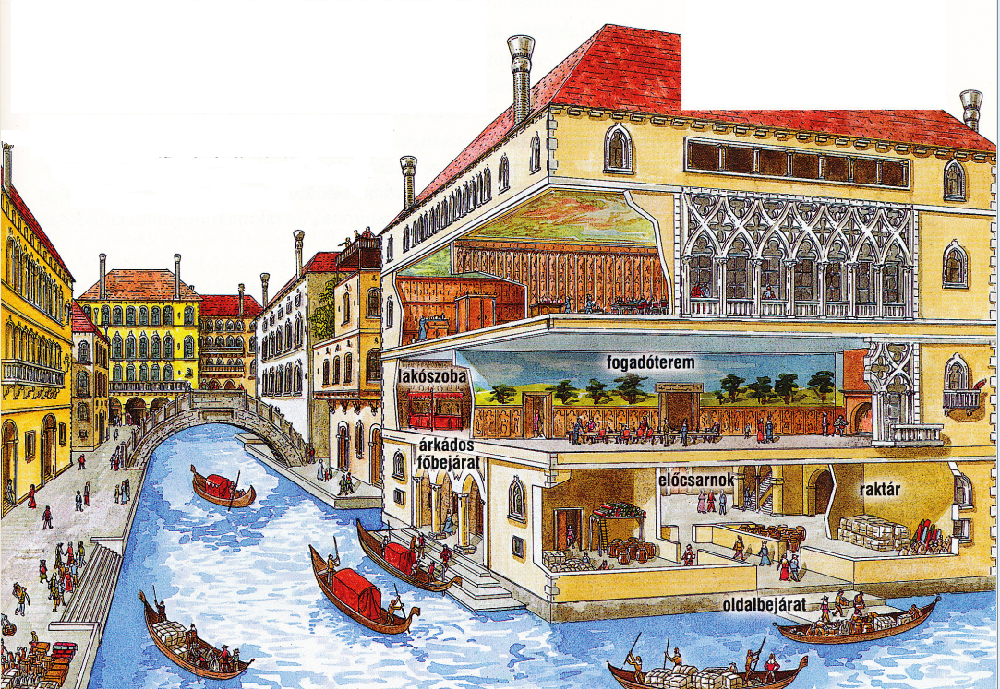 fogadóterem
lakószoba
árkádos
főbejárat
előcsarnok
raktár
oldalbejárat